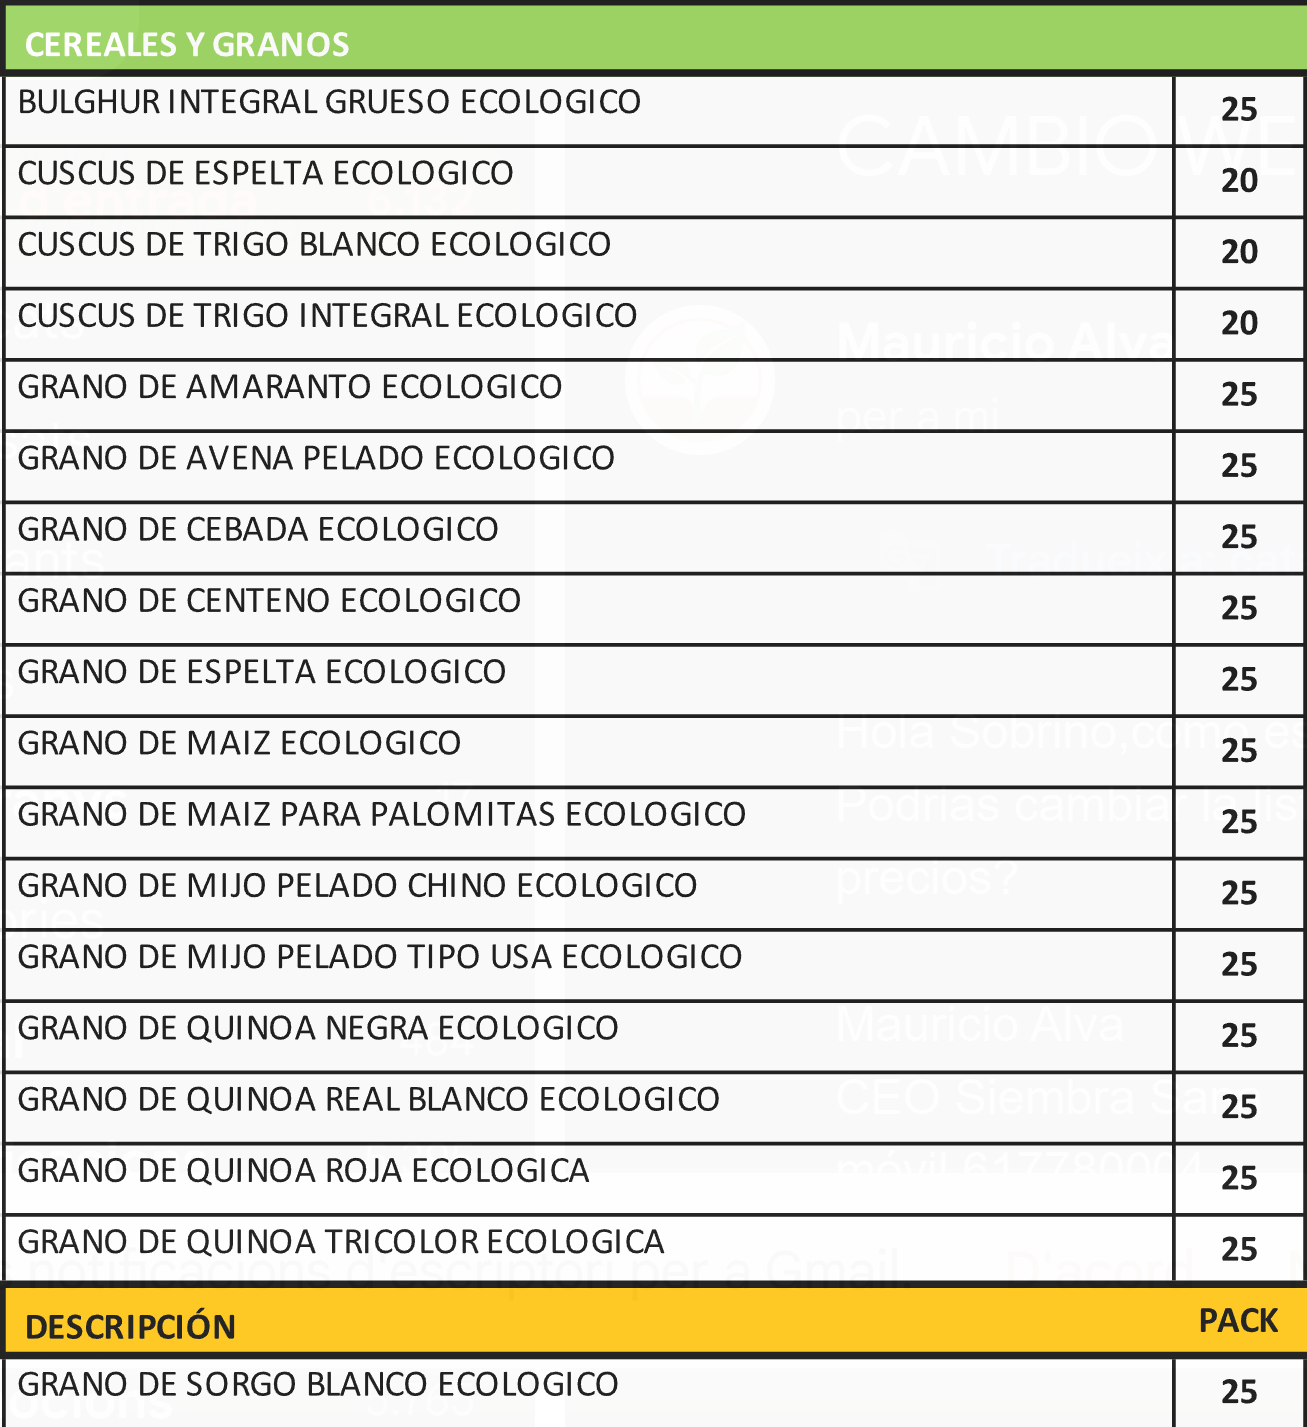 CEREALES Y GRANOS
BULGHUR INTEGRAL GRUESO ECOLOGICO 25
CUSCUS DE ESPELTA ECOLOGICO 20
CUSCUS DE TRIGO BLANCO ECOLOGICO 20
CUSCUS DE TRIGO INTEGRAL ECOLOGICO 20
GRANO DE AMARANTO ECOLOGICO 25
GRANO DE AVENA PELADO ECOLOGICO 25
GRANO DE CEBADA ECOLOGICO 25
GRANO DE CENTENO ECOLOGICO 25
GRANO DE ESPELTA ECOLOGICO 25
GRANO DE MAIZ ECOLOGICO 25
GRANO DE MAIZ PARA PALOMITAS ECOLOGICO 25
GRANO DE MIJO PELADO CHINO ECOLOGICO 25
GRANO DE MIJO PELADO TIPO USA ECOLOGICO 25
GRANO DE QUINOA NEGRA ECOLOGICO 25
GRANO DE QUINOA REAL BLANCO ECOLOGICO 25
GRANO DE QUINOA ROJA ECOLOGICA 25
GRANO DE QUINOA TRICOLOR ECOLOGICA 25
DESCRIPCIÓN PACK
GRANO DE SORGO BLANCO ECOLOGICO 25